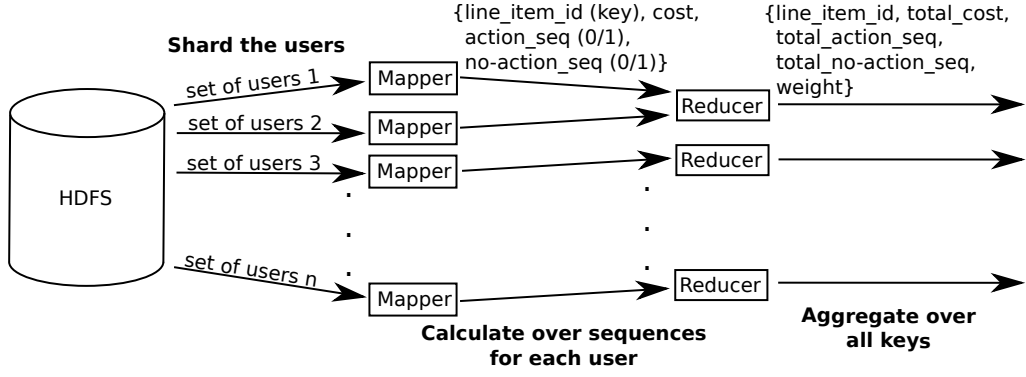 Shard the users
{line_item_id (key), cost,
action_seq (0/1),
no-action_seq (0/1)}
{line_item_id, total_cost,
total_action_seq,
total_no-action_seq,
weight}
HDFS
set of users 1
set of users 2
set of users 3
set of users n
Mapper
Mapper
Mapper
.
.
.
Mapper
Reducer
Reducer
.
.
.
Reducer
Calculate over sequences
for each user
Aggregate over
all keys